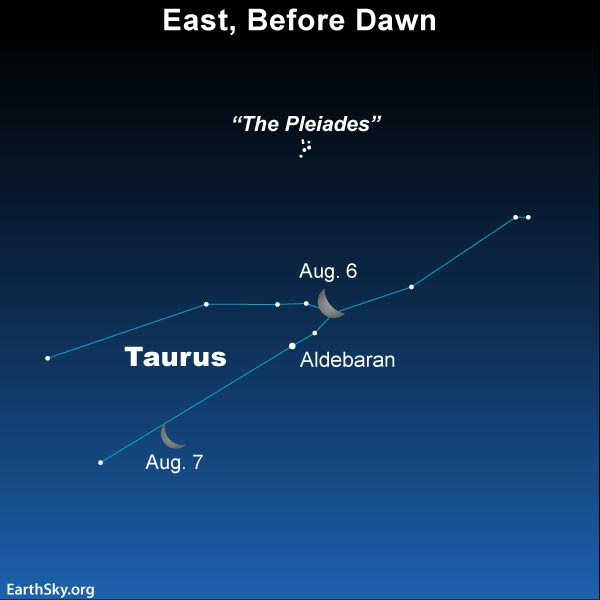 East, Before Dawn
“The Pleiades”
Aug. 6
Taurus
Aldebaran
Aug. 7
EarthSky.org